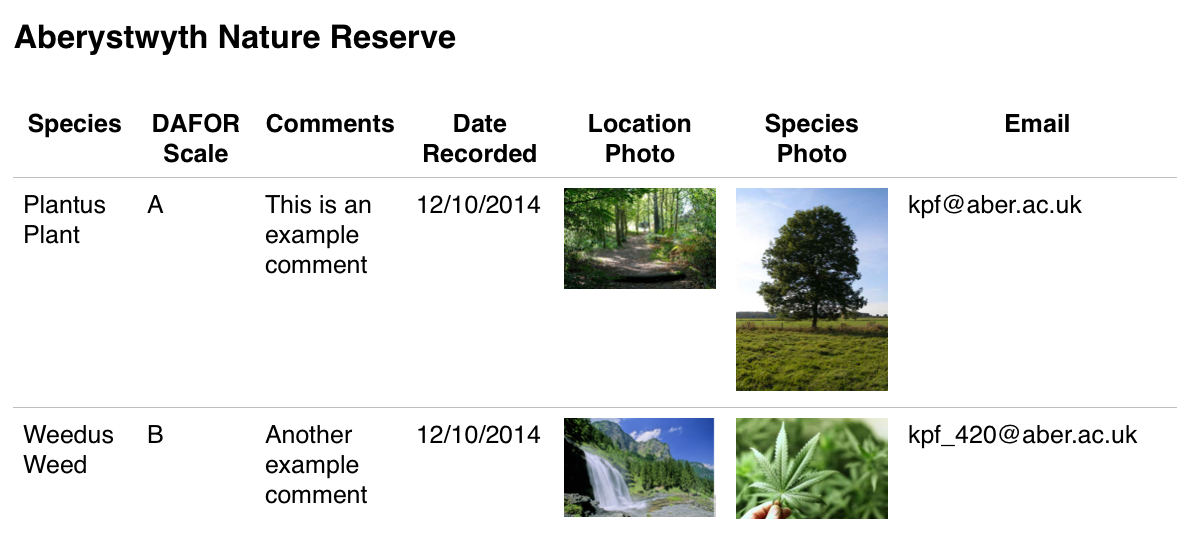 Aberystwyth Nature Reserve
Species DAFOR Scale Comments Date Recorded Location Photo Species Photo Email
Plantus Plant A This is an example comment 12/10/2014 kpf@aber.ac.uk
Weedus Weed B Another example comment 12/10/2014 kpf_420@aber.ac.uk